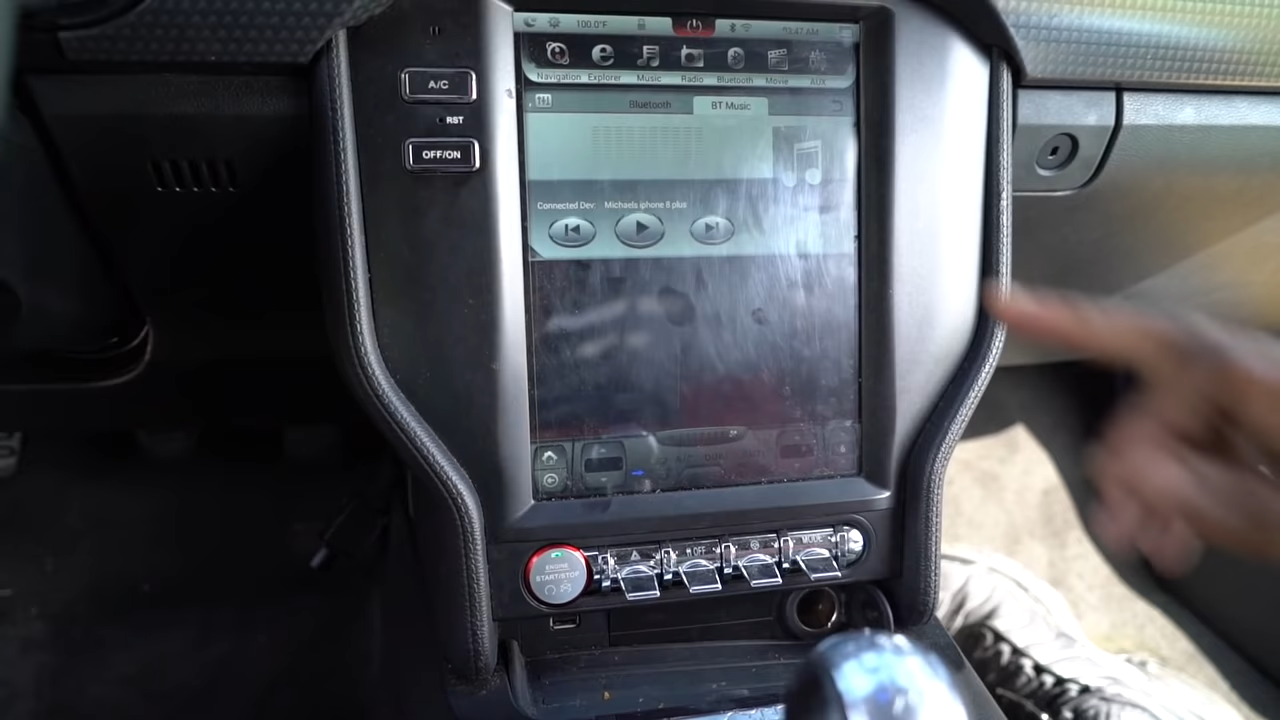 100.0°F
Navigation Explorer Music Radio Bluetooth Movie AUX
Bluetooth BT Music
Connected Dev: Michaels iphone 8 plus
A/C
RST
OFF/ON
ENGINE
START/STOP
OFF
MODE